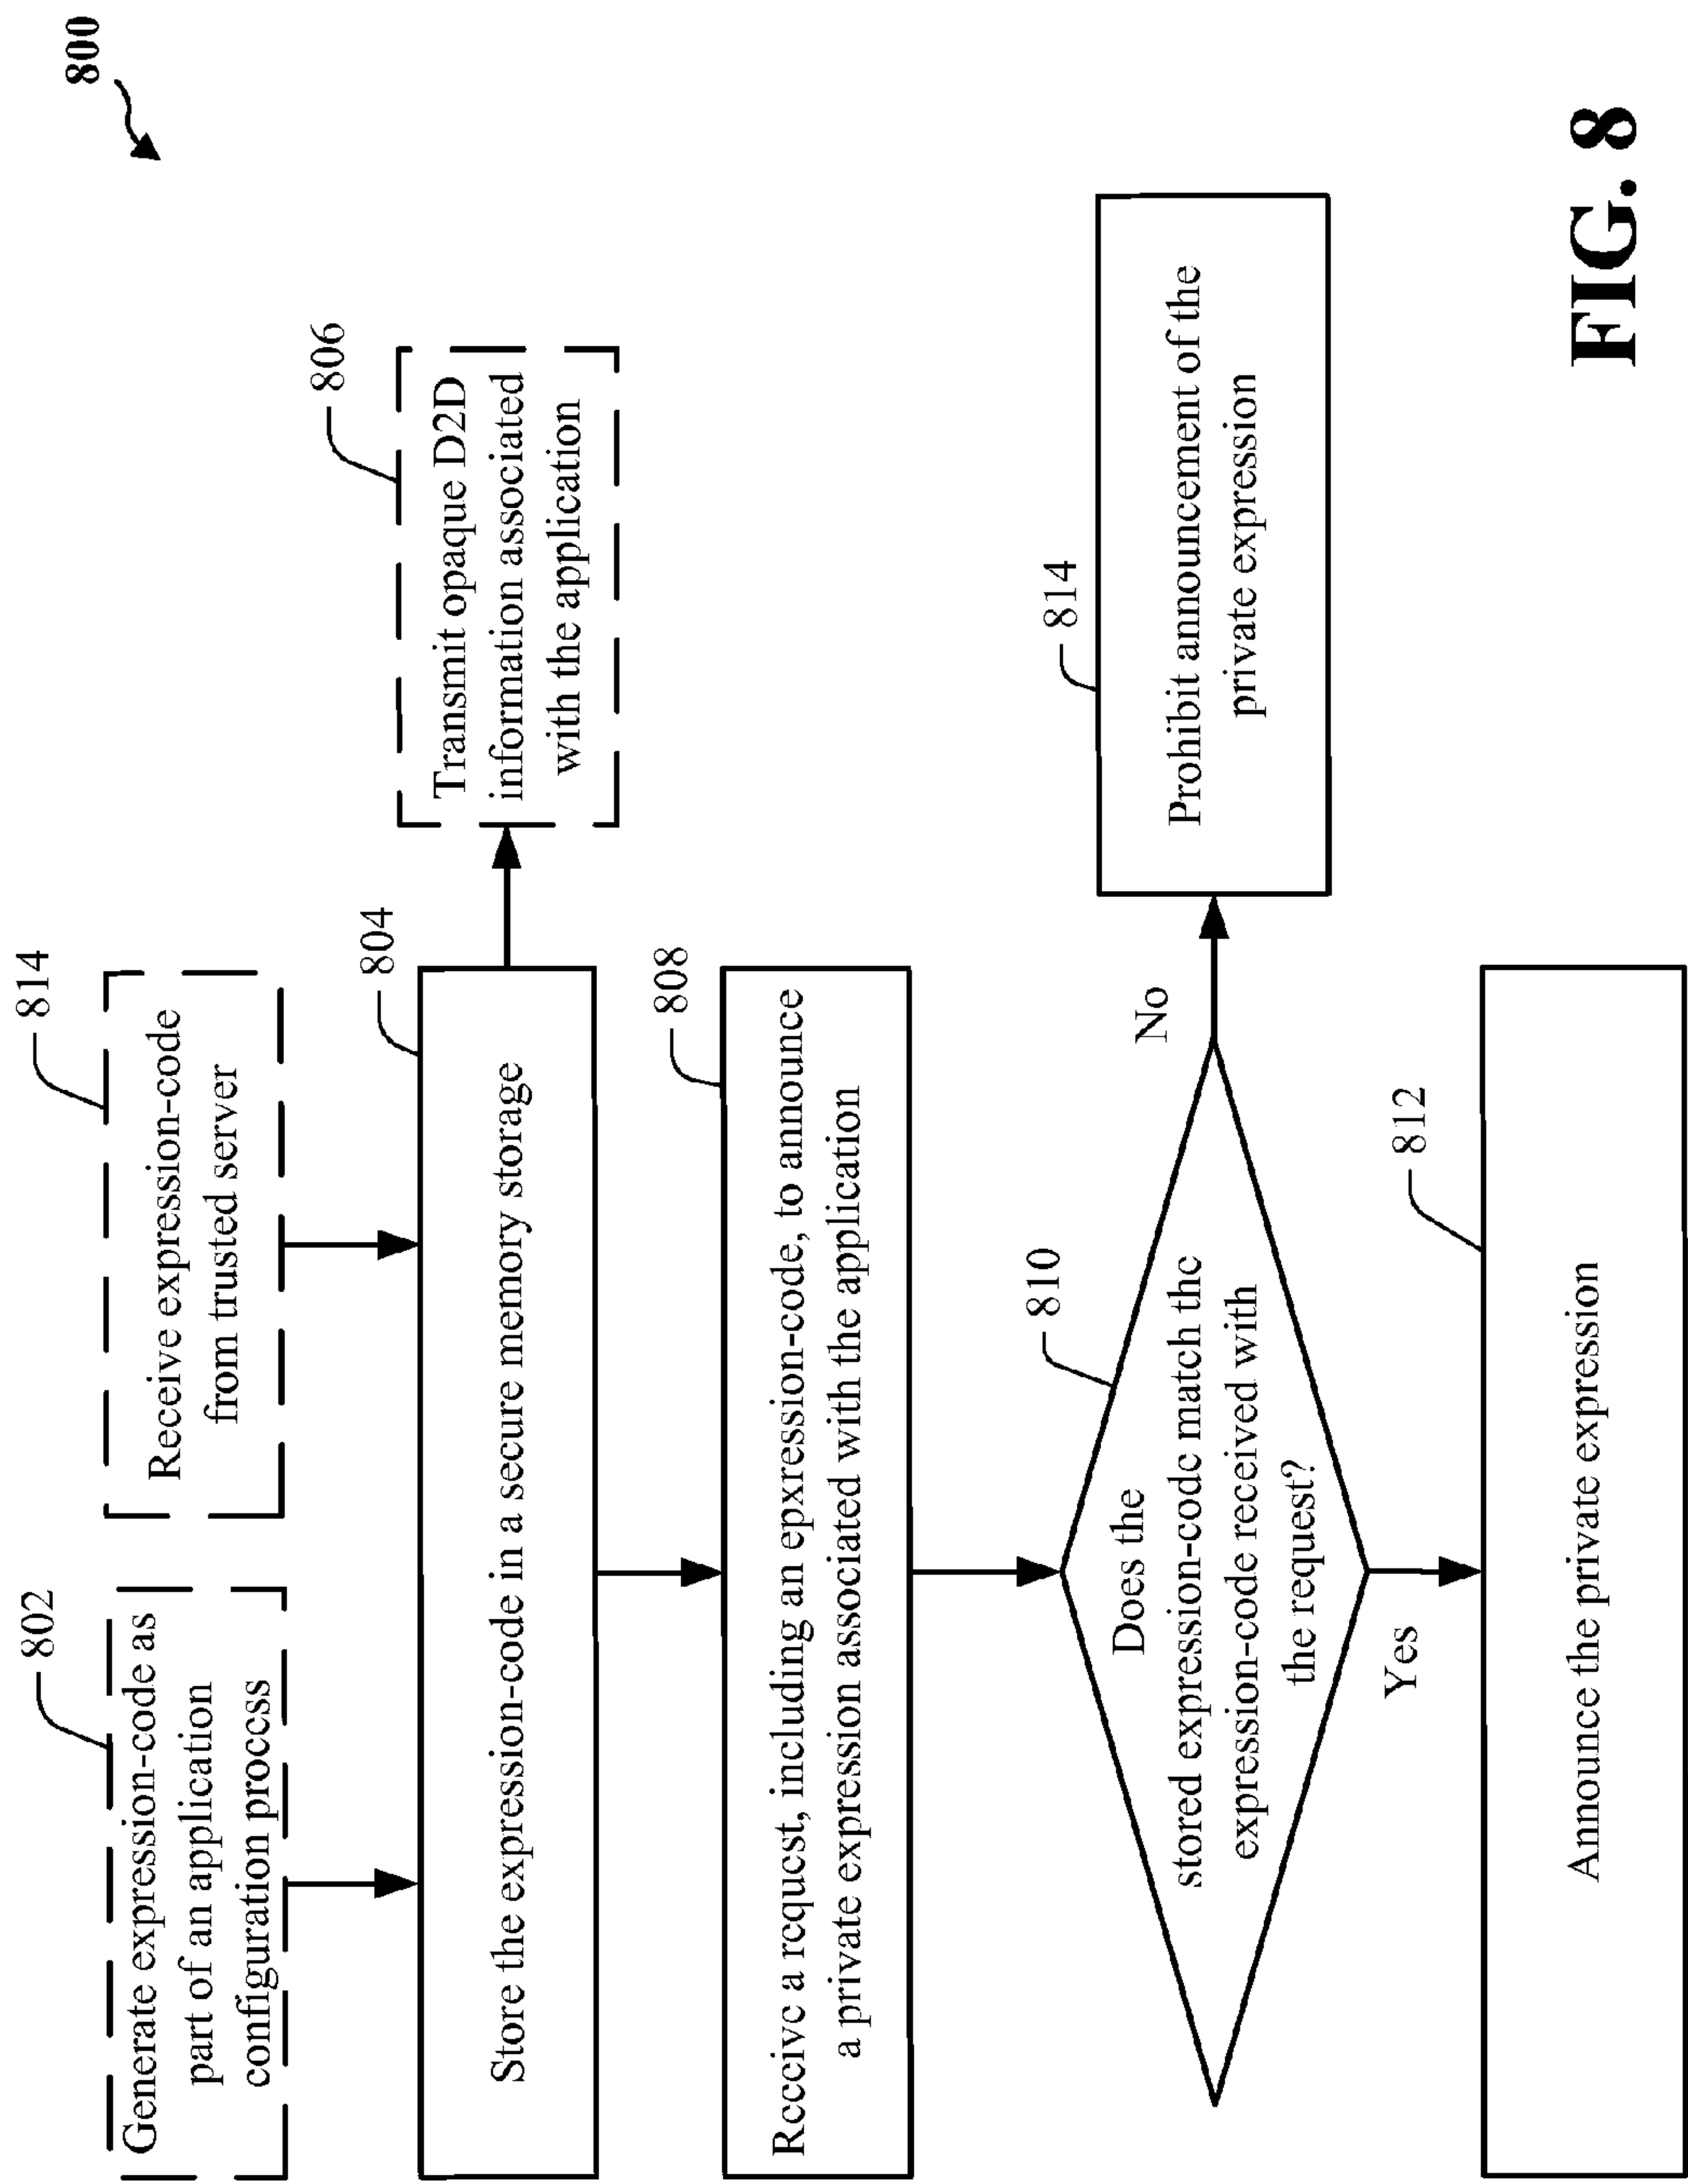 800
802
Generate expression-code as
part of an application
configuration process
814
Receive expression-code
from trusted server
804
Store the expression-code in a secure memory storage
806
Transmit opaque D2D
information associated
with the application
808
Receive a request, including an epxression-code, to announce
a private expression associated with the application
810
Does the
stored expression-code match the
expression-code received with
the request?
No
814
Prohibit announcement of the
private expression
Yes
812
Announce the private expression
FIG. 8